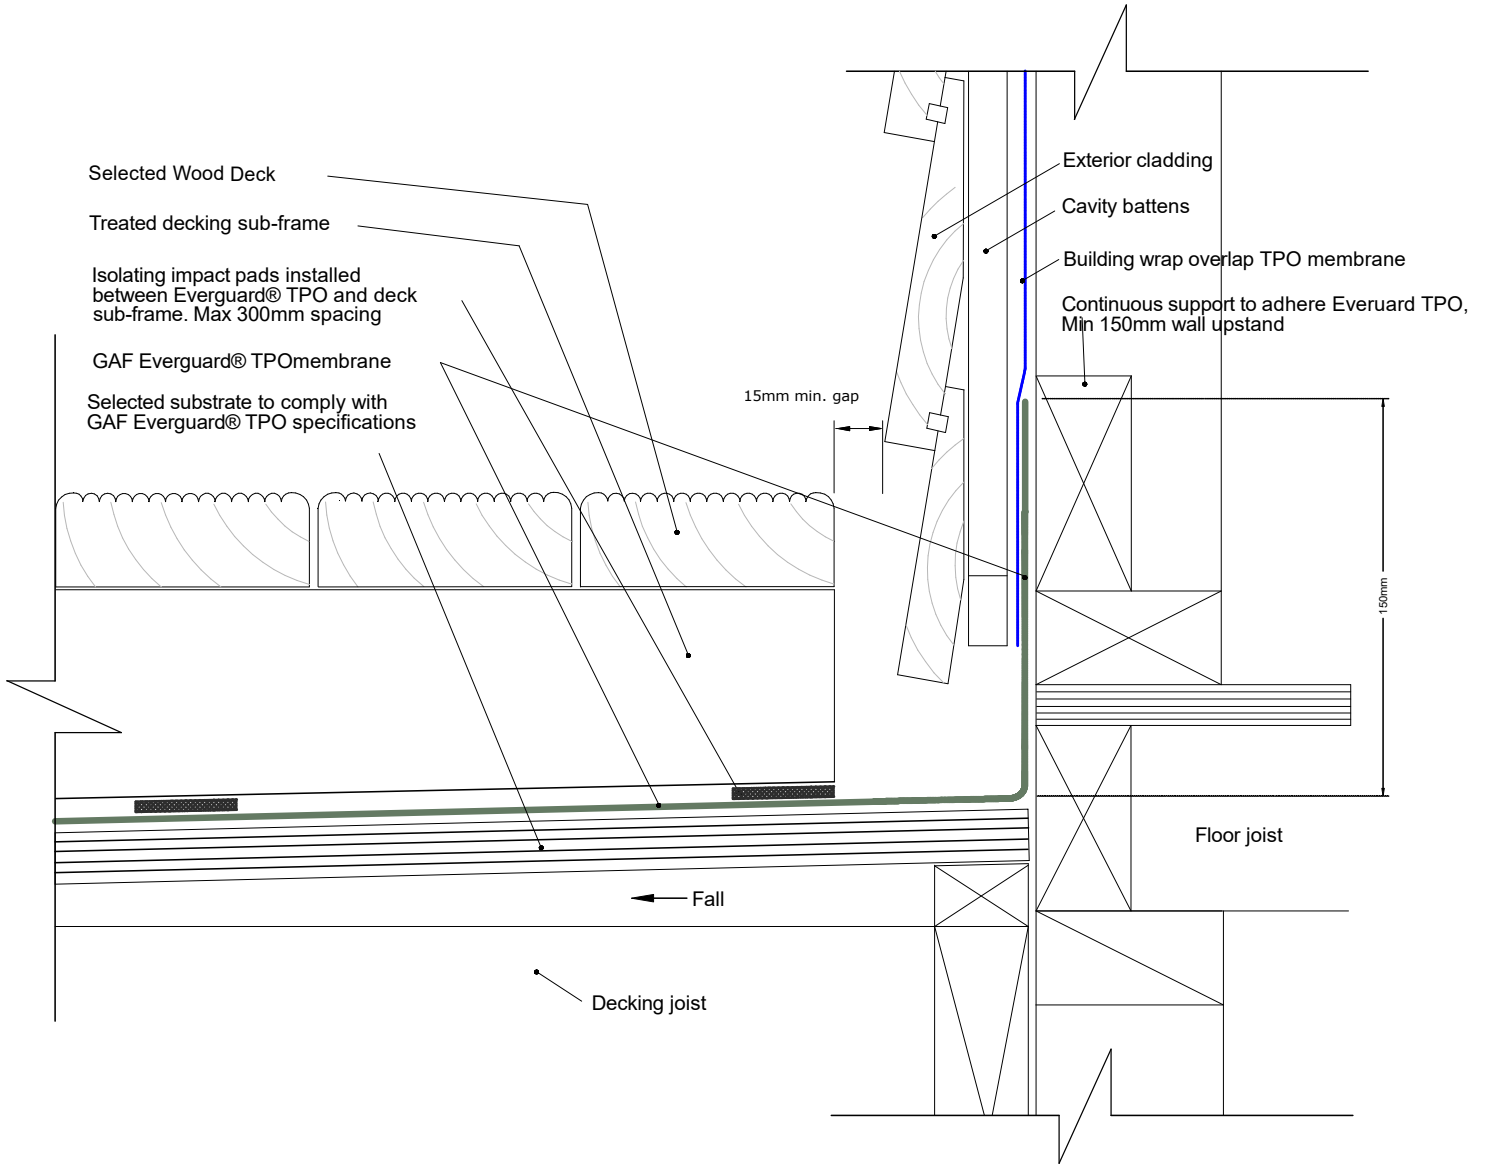 Selected Wood Deck
Treated decking sub-frame
Isolating impact pads installed
between Everguard® TPO and deck
sub-frame. Max 300mm spacing
GAF Everguard® TPOmembrane
Selected substrate to comply with
GAF Everguard® TPO specifications
15mm min. gap
Exterior cladding
Cavity battens
Building wrap overlap TPO membrane
Continuous support to adhere Everuard TPO,
Min 150mm wall upstand
150mm
Floor joist
Fall
Decking joist